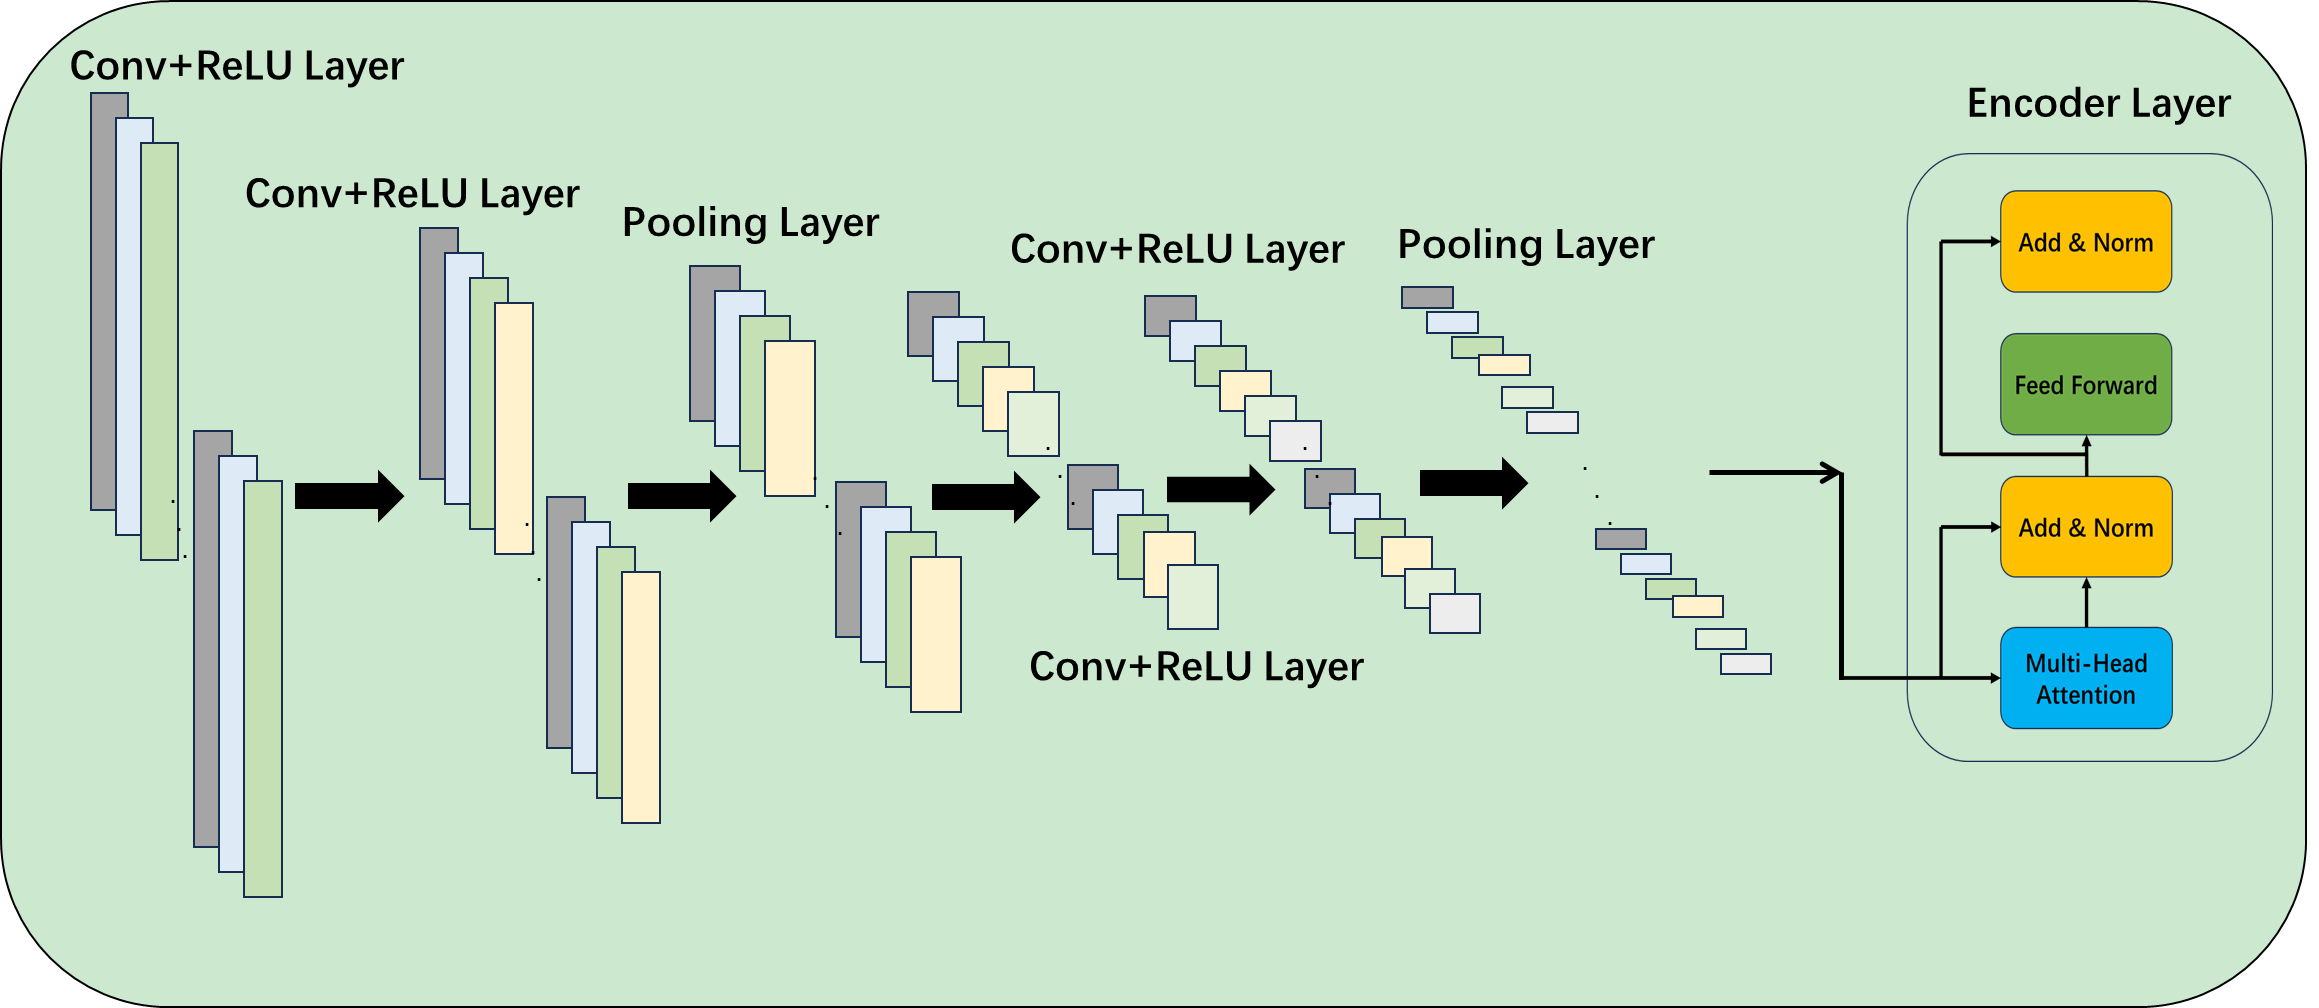 Conv+ReLU Layer
Conv+ReLU Layer
Pooling Layer
Conv+ReLU Layer
Conv+ReLU Layer
Pooling Layer
Encoder Layer
Add & Norm
Feed Forward
Add & Norm
Multi-Head
Attention